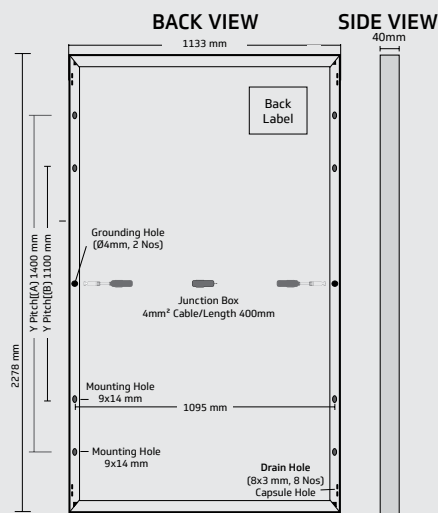 BACK VIEW
SIDE VIEW
1133 mm
40mm
Back
Label
Grounding Hole
(Ø4mm, 2 Nos)
Y Pitch[(A) 1400 mm
Y Pitch[(B) 1100 mm
2278 mm
Junction Box
4mm² Cable/Length 400mm
Mounting Hole
9x14 mm
1095 mm
Mounting Hole
9x14 mm
Drain Hole
(8x3 mm, 8 Nos)
Capsule Hole